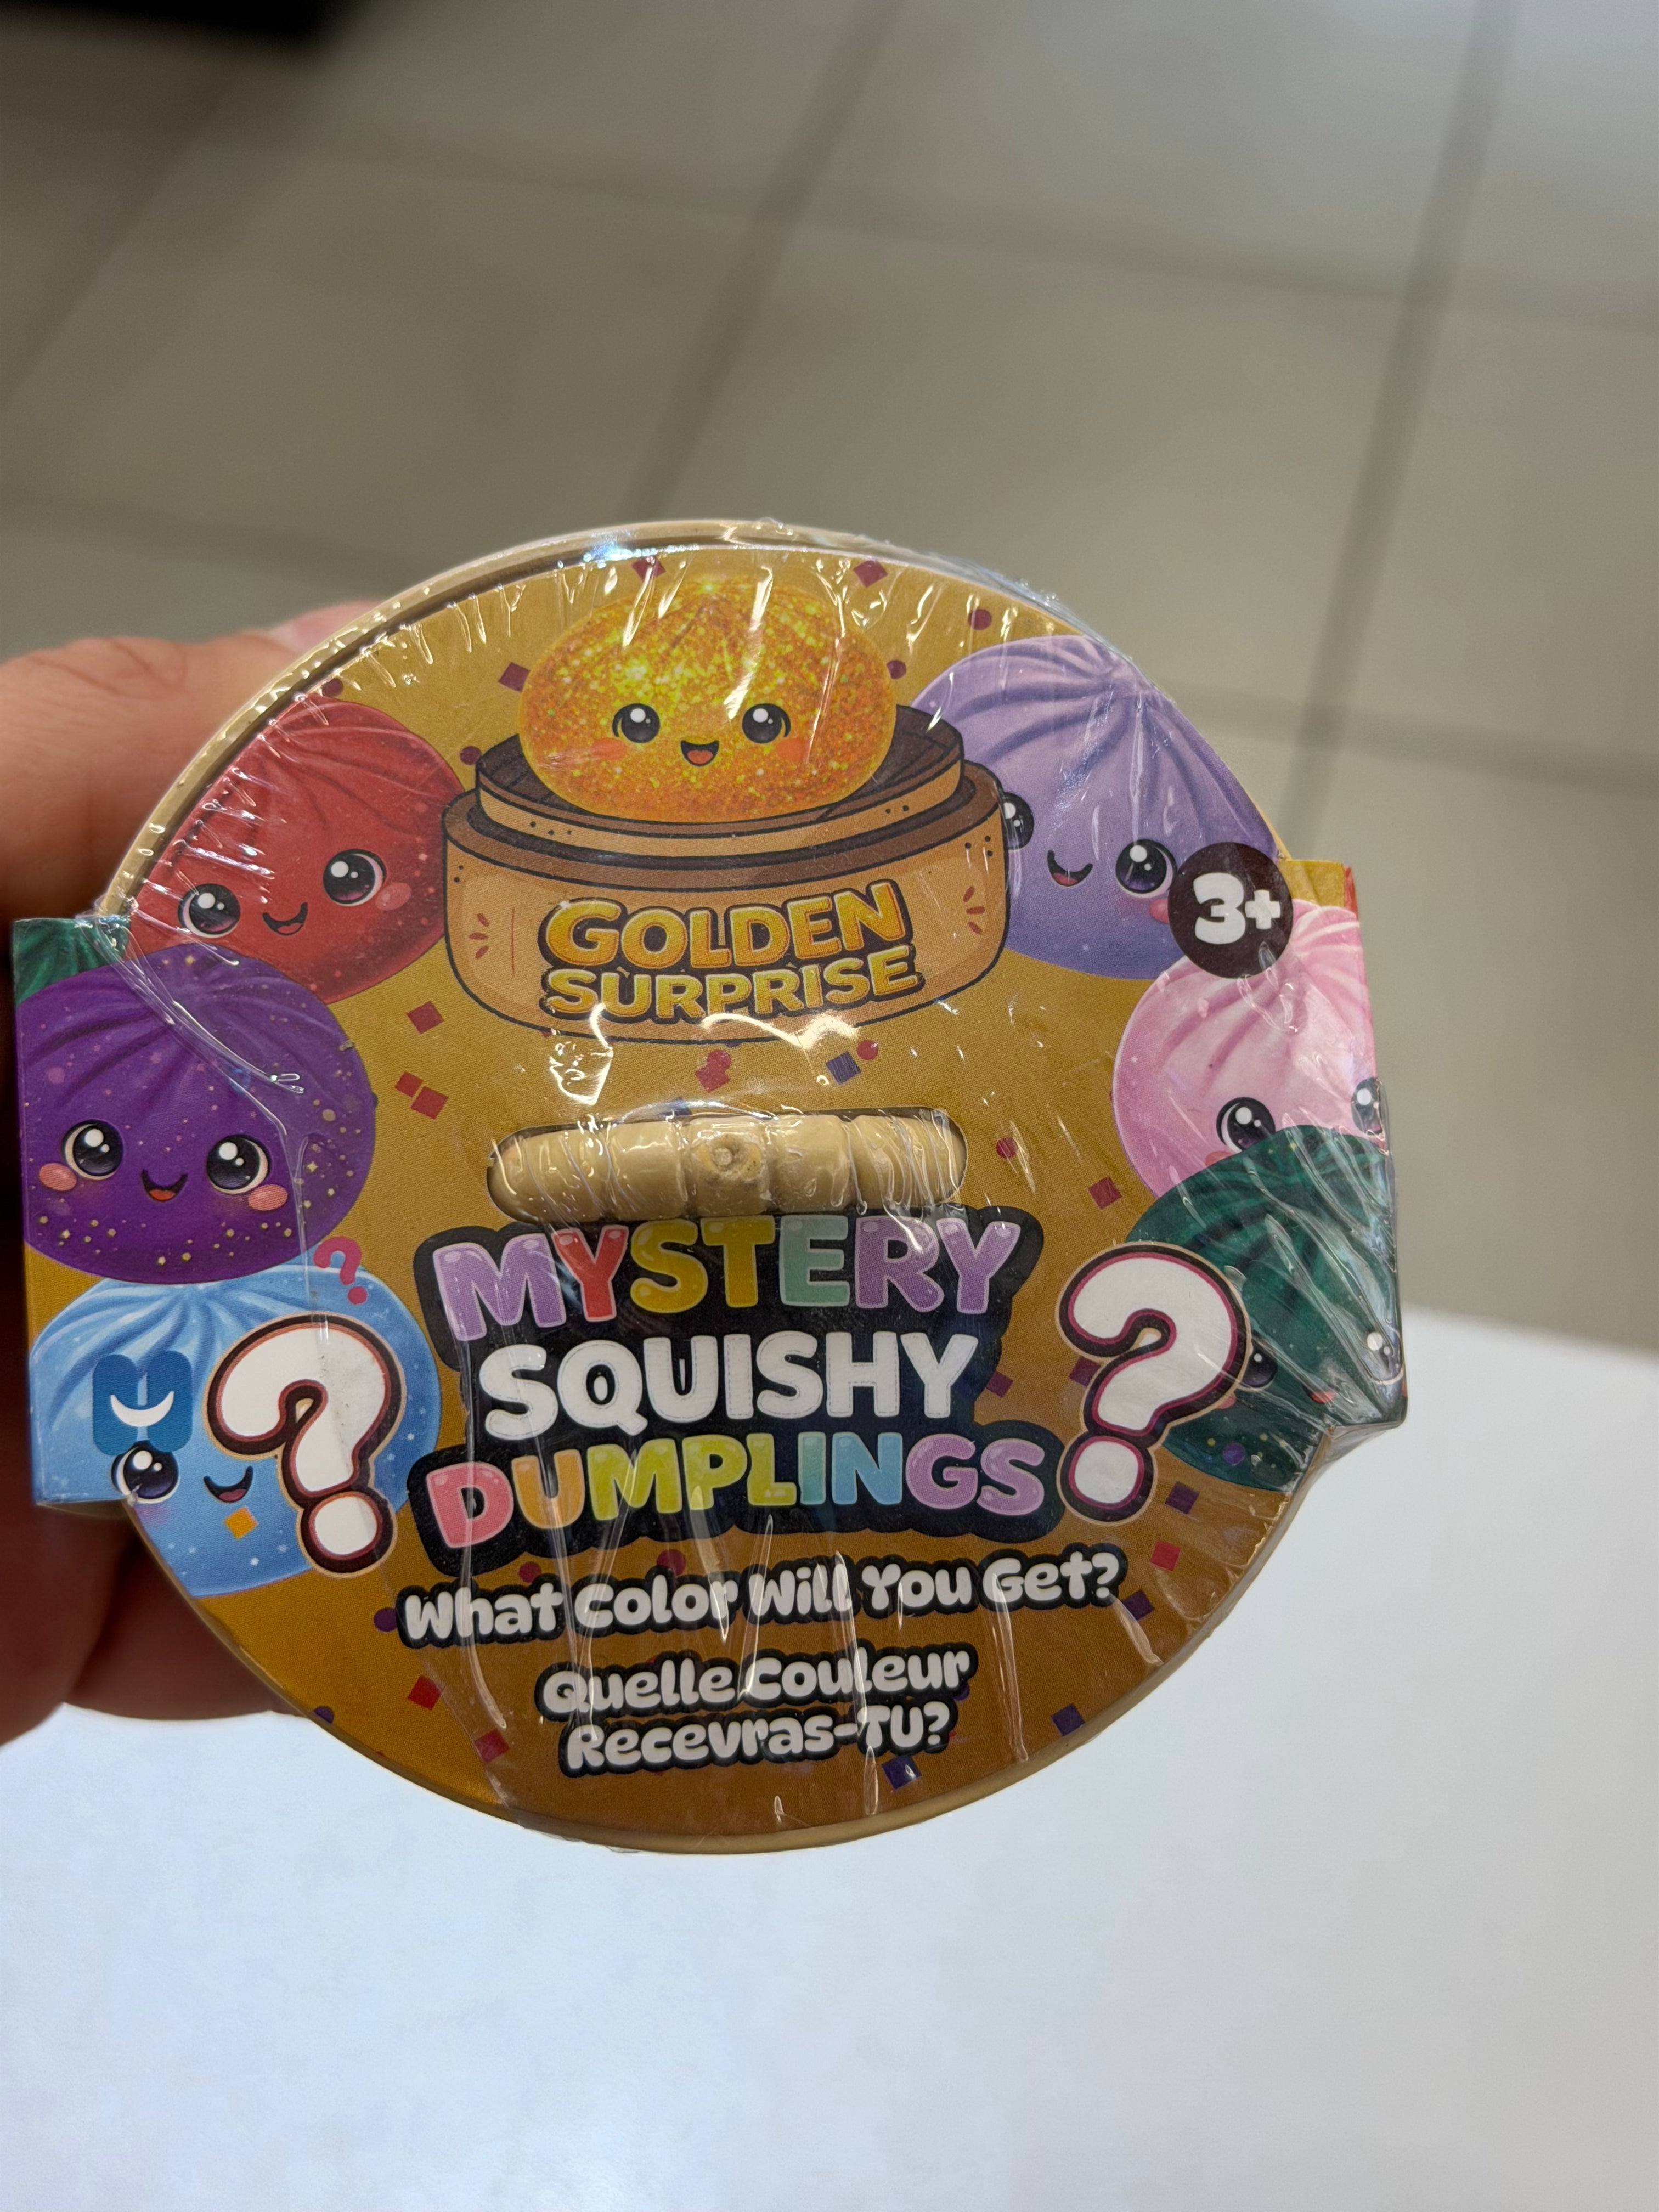 GOLDEN
SURPRISE
3+
MYSTERY
SQUISHY
DUMPLINGS
? ?
What Color Will You Get?
Quelle Couleur
Recevras-TU?